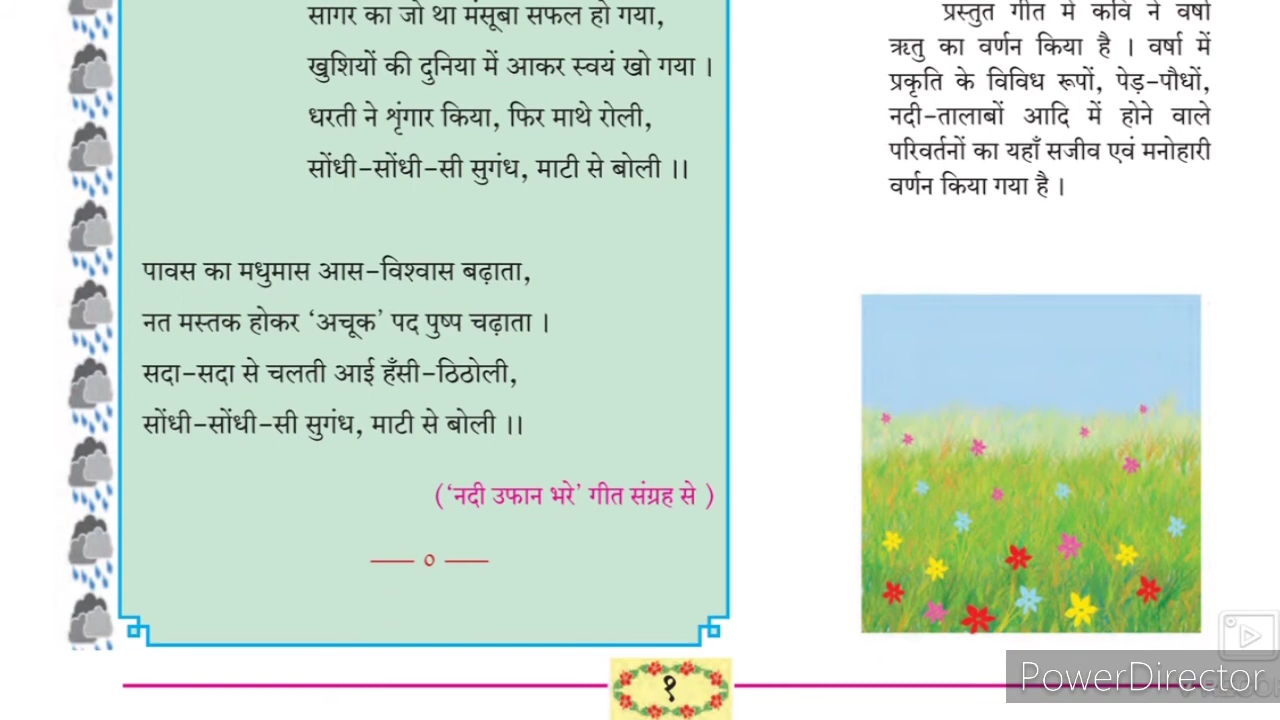 सागर का जो था मंसूबा सफल हो गया,
खुशियों की दुनिया में आकर स्वयं खो गया ।
धरती ने शृंगार किया, फिर माथे रोली,
सोंधी-सोंधी-सी सुगंध, माटी से बोली ।।
पावस का मधुमास आस-विश्वास बढ़ाता,
नत मस्तक होकर ‘अचूक’ पद पुष्प चढ़ाता ।
सदा-सदा से चलती आई हँसी-ठिठोली,
सोंधी-सोंधी-सी सुगंध, माटी से बोली ।।
(‘नदी उफान भरे’ गीत संग्रह से )
— ० —
प्रस्तुत गीत में कवि ने वर्षा
ऋतु का वर्णन किया है । वर्षा में
प्रकृति के विविध रूपों, पेड़-पौधों,
नदी-तालाबों आदि में होने वाले
परिवर्तनों का यहाँ सजीव एवं मनोहारी
वर्णन किया गया है ।
१
PowerDirector